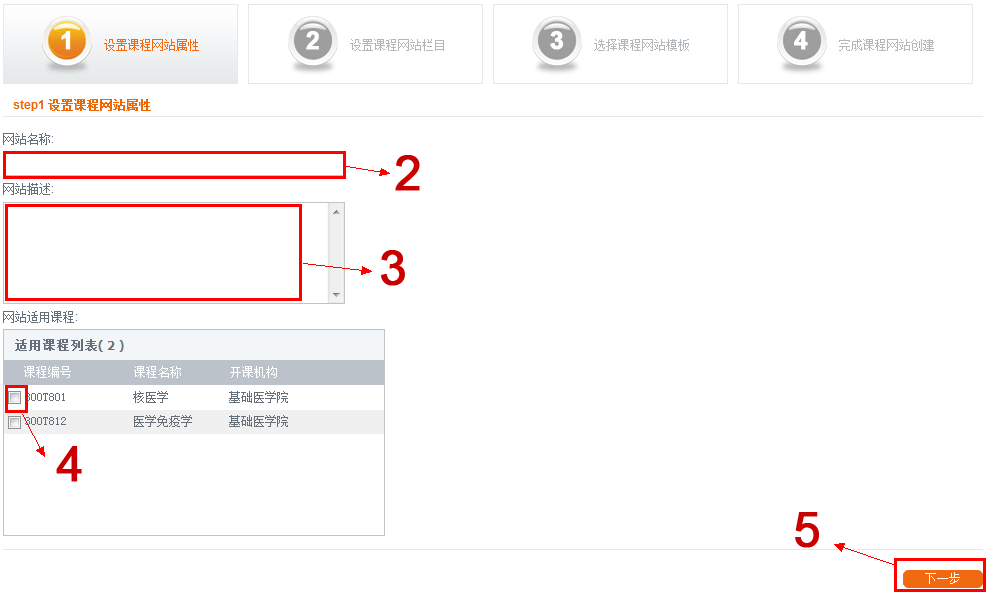 1 设置课程网站属性 2 设置课程网站栏目 3 选择课程网站模板 4 完成课程网站创建
step1 设置课程网站属性
网站名称:
2
网站描述:
3
网站适用课程:
适用课程列表( 2 )
课程编号 课程名称 开课机构
300T801 核医学 基础医学院
300T812 医学免疫学 基础医学院
4
5
下一步